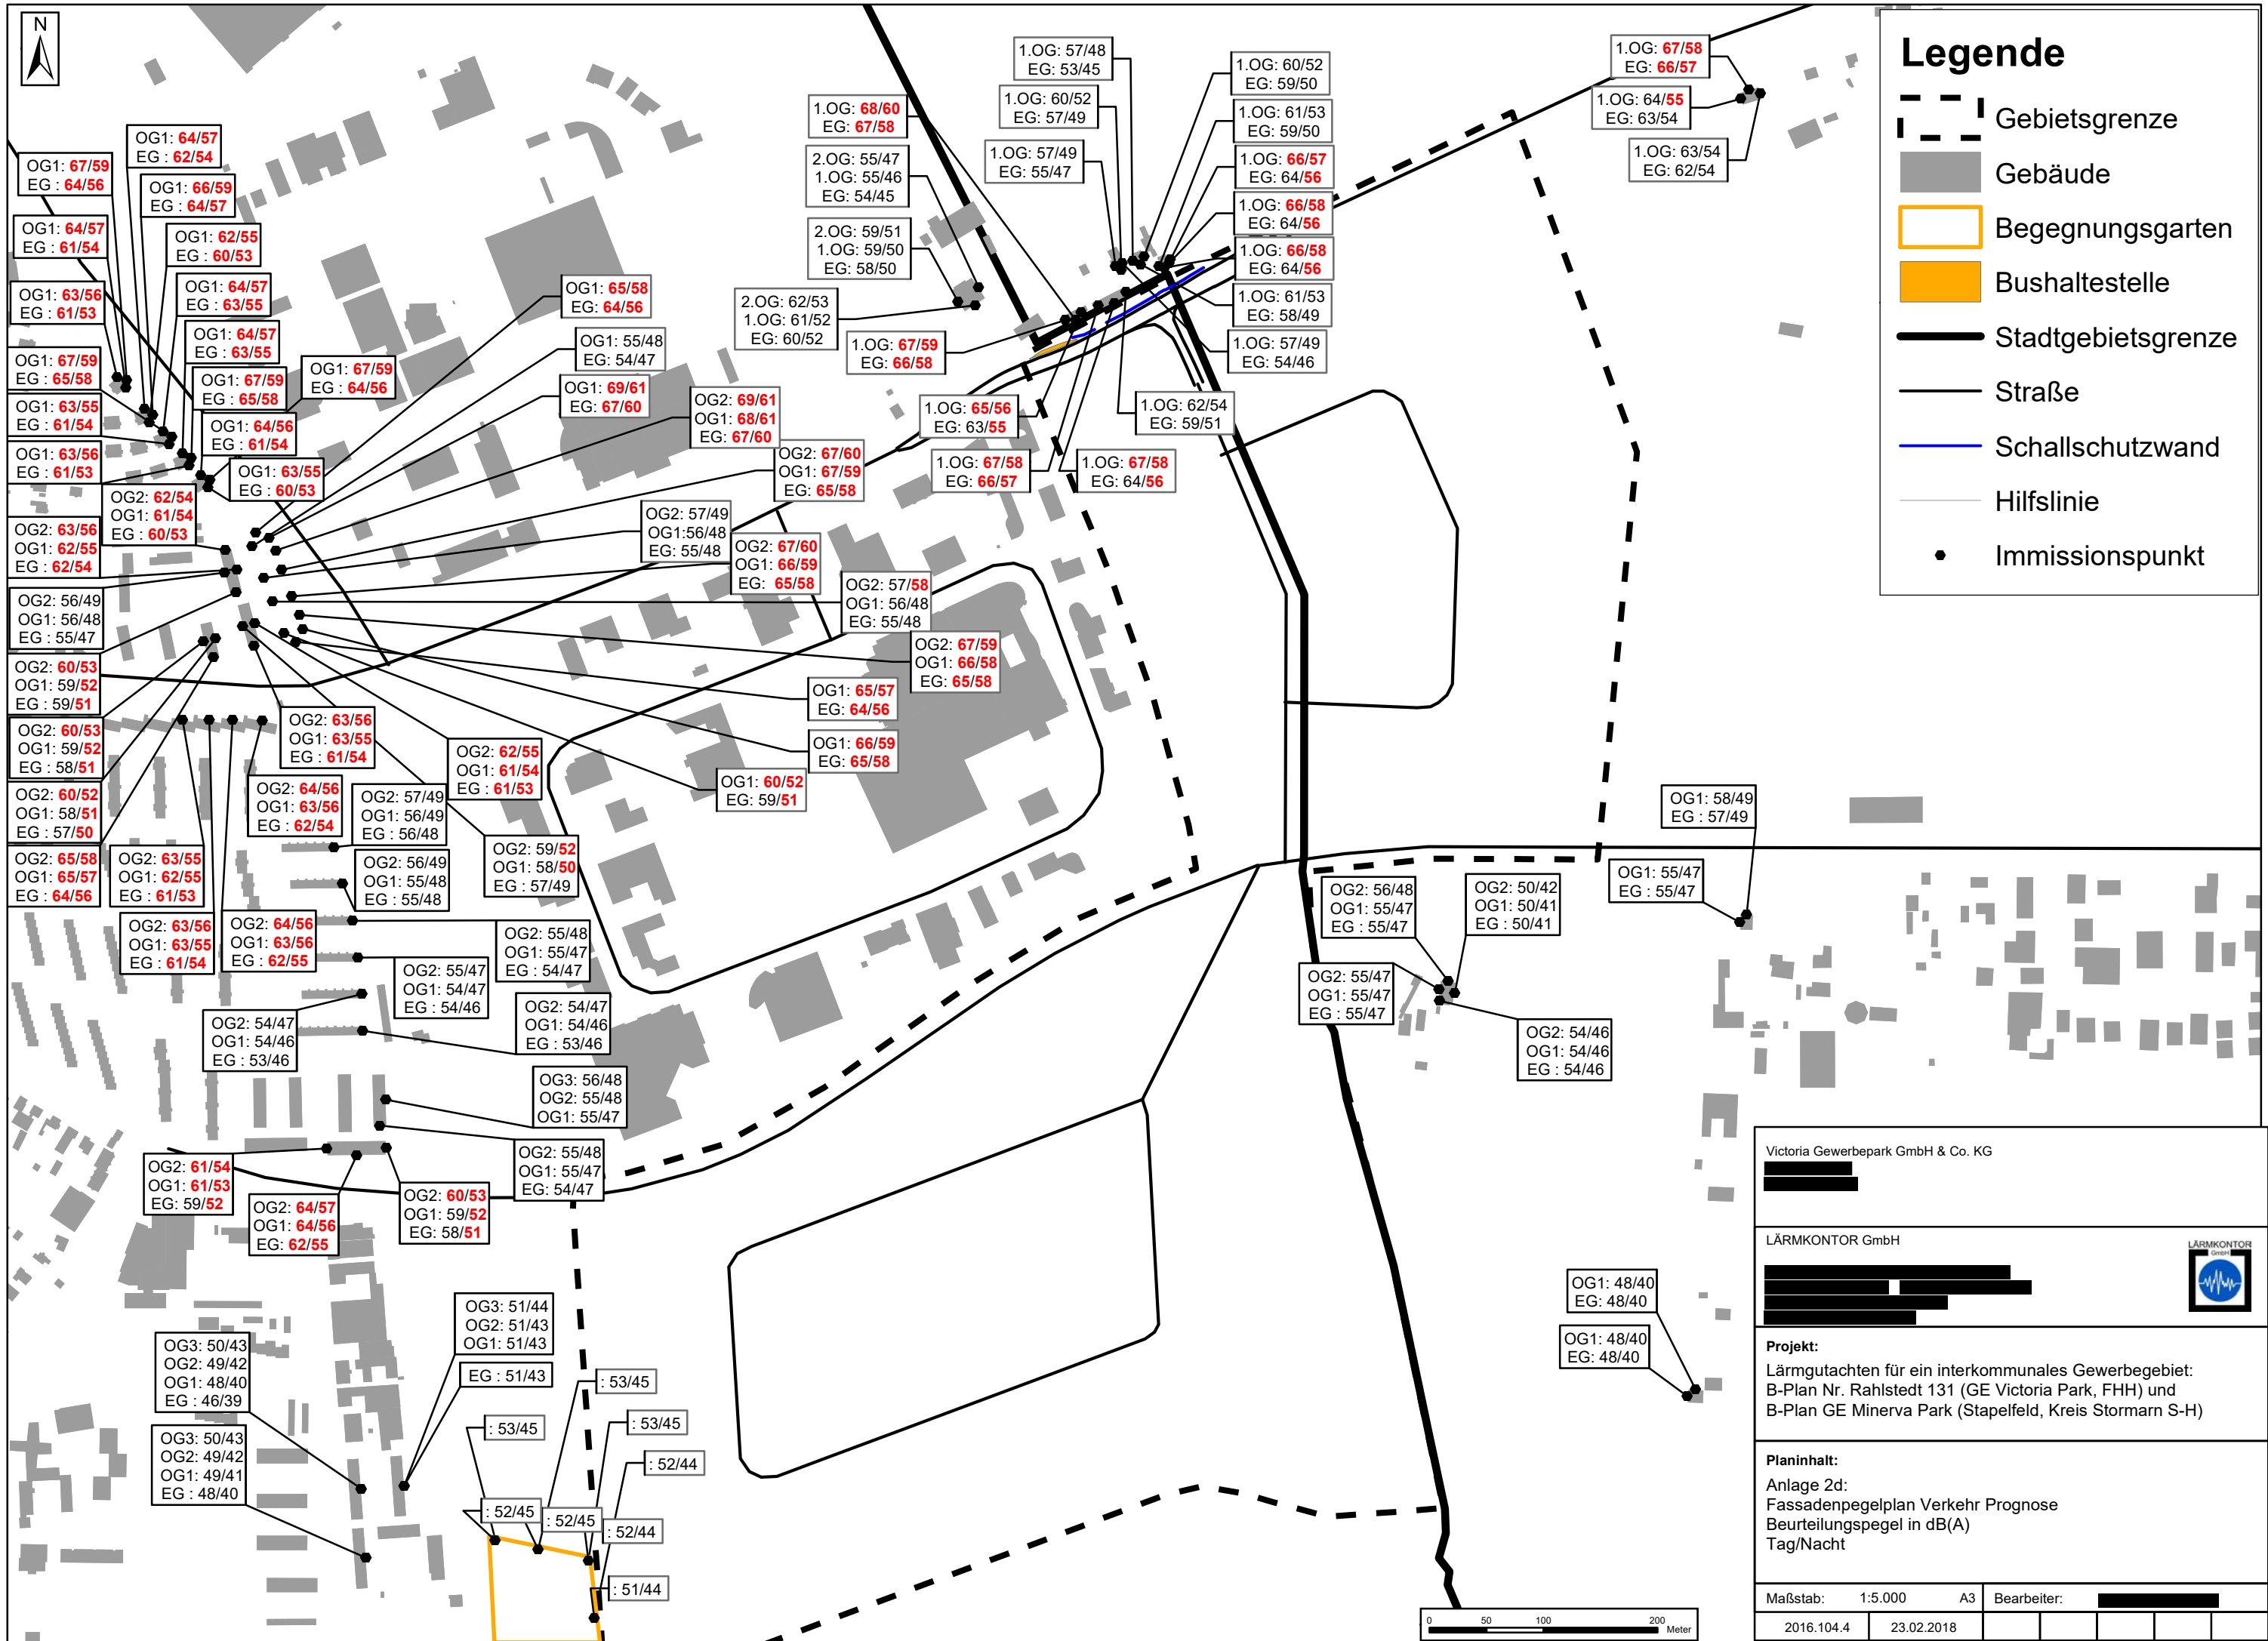 N
OG1: 64/57
EG : 62/54
OG1: 67/59
EG : 64/56
OG1: 66/59
EG : 64/57
OG1: 64/57
EG : 61/54
OG1: 62/55
EG : 60/53
OG1: 63/56
EG : 61/53
OG1: 64/57
EG : 63/55
OG1: 64/57
EG : 63/55
OG1: 67/59
EG : 65/58
OG1: 67/59
EG : 65/58
OG1: 67/59
EG : 64/56
OG1: 63/55
EG : 61/54
OG1: 64/56
EG : 61/54
OG1: 63/56
EG : 61/53
OG1: 63/55
EG : 60/53
OG2: 62/54
OG1: 61/54
EG : 60/53
OG2: 63/56
OG1: 62/55
EG : 62/54
OG2: 56/49
OG1: 56/48
EG : 55/47
OG2: 60/53
OG1: 59/52
EG : 59/51
OG2: 60/53
OG1: 59/52
EG : 58/51
OG2: 60/52
OG1: 58/51
EG : 57/50
OG2: 65/58
OG1: 65/57
EG : 64/56
OG2: 63/55
OG1: 62/55
EG : 61/53
OG2: 63/56
OG1: 63/55
EG : 61/54
OG2: 64/56
OG1: 63/56
EG : 62/55
OG2: 64/56
OG1: 63/56
EG : 62/54
OG2: 63/56
OG1: 63/55
EG : 61/54
OG2: 62/55
OG1: 61/54
EG : 61/53
OG2: 57/49
OG1: 56/49
EG : 56/48
OG2: 59/52
OG1: 58/50
EG : 57/49
OG2: 56/49
OG1: 55/48
EG : 55/48
OG2: 55/48
OG1: 55/47
EG : 54/47
OG2: 55/47
OG1: 54/47
EG : 54/46
OG2: 54/47
OG1: 54/46
EG : 53/46
OG2: 54/47
OG1: 54/46
EG : 53/46
OG3: 56/48
OG2: 55/48
OG1: 55/47
OG2: 55/48
OG1: 55/47
EG: 54/47
OG2: 61/54
OG1: 61/53
EG: 59/52
OG2: 64/57
OG1: 64/56
EG: 62/55
OG2: 60/53
OG1: 59/52
EG: 58/51
OG3: 51/44
OG2: 51/43
OG1: 51/43
EG : 51/43
OG3: 50/43
OG2: 49/42
OG1: 48/40
EG : 46/39
OG3: 50/43
OG2: 49/42
OG1: 49/41
EG : 48/40
: 53/45
: 53/45
: 53/45
: 52/44
: 52/45
: 52/45
: 52/44
: 51/44
OG1: 65/58
EG: 64/56
OG1: 55/48
EG: 54/47
OG1: 69/61
EG: 67/60
OG2: 69/61
OG1: 68/61
EG: 67/60
OG2: 67/60
OG1: 67/59
EG: 65/58
OG2: 57/49
OG1:56/48
EG: 55/48
OG2: 67/60
OG1: 66/59
EG: 65/58
OG2: 57/58
OG1: 56/48
EG: 55/48
OG2: 67/59
OG1: 66/58
EG: 65/58
OG1: 65/57
EG: 64/56
OG1: 66/59
EG: 65/58
OG1: 60/52
EG: 59/51
1.OG: 68/60
EG: 67/58
2.OG: 55/47
1.OG: 55/46
EG: 54/45
2.OG: 59/51
1.OG: 59/50
EG: 58/50
2.OG: 62/53
1.OG: 61/52
EG: 60/52
1.OG: 67/59
EG: 66/58
1.OG: 57/48
EG: 53/45
1.OG: 60/52
EG: 57/49
1.OG: 57/49
EG: 55/47
1.OG: 60/52
EG: 59/50
1.OG: 61/53
EG: 59/50
1.OG: 66/57
EG: 64/56
1.OG: 66/58
EG: 64/56
1.OG: 66/58
EG: 64/56
1.OG: 61/53
EG: 58/49
1.OG: 57/49
EG: 54/46
1.OG: 65/56
EG: 63/55
1.OG: 62/54
EG: 59/51
1.OG: 67/58
EG: 66/57
1.OG: 67/58
EG: 64/56
1.OG: 67/58
EG: 66/57
1.OG: 64/55
EG: 63/54
1.OG: 63/54
EG: 62/54
OG1: 58/49
EG : 57/49
OG1: 55/47
EG : 55/47
OG2: 56/48
OG1: 55/47
EG : 55/47
OG2: 50/42
OG1: 50/41
EG : 50/41
OG2: 55/47
OG1: 55/47
EG : 55/47
OG2: 54/46
OG1: 54/46
EG : 54/46
OG1: 48/40
EG: 48/40
OG1: 48/40
EG: 48/40
Legende
Gebietsgrenze
Gebäude
Begegnungsgarten
Bushaltestelle
Stadtgebietsgrenze
Straße
Schallschutzwand
Hilfslinie
Immissionspunkt
Victoria Gewerbepark GmbH & Co. KG
LÄRMKONTOR GmbH
LÄRMKONTOR
GmbH
Projekt:
Lärmgutachten für ein interkommunales Gewerbegebiet:
B-Plan Nr. Rahlstedt 131 (GE Victoria Park, FHH) und
B-Plan GE Minerva Park (Stapelfeld, Kreis Stormarn S-H)
Planinhalt:
Anlage 2d:
Fassadenpegelplan Verkehr Prognose
Beurteilungspegel in dB(A)
Tag/Nacht
Maßstab: 1:5.000 A3 Bearbeiter:
2016.104.4 23.02.2018
0 50 100 200
Meter